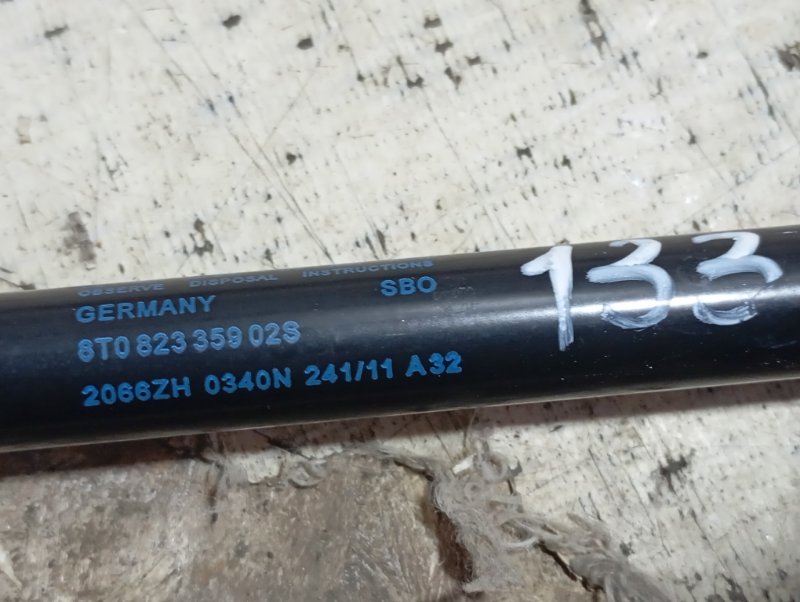 OBSERVE DISPOSAL INSTRUCTIONS
GERMANY SBO
8T0 823 359 02S
2066ZH 0340N 241/11 A32
133